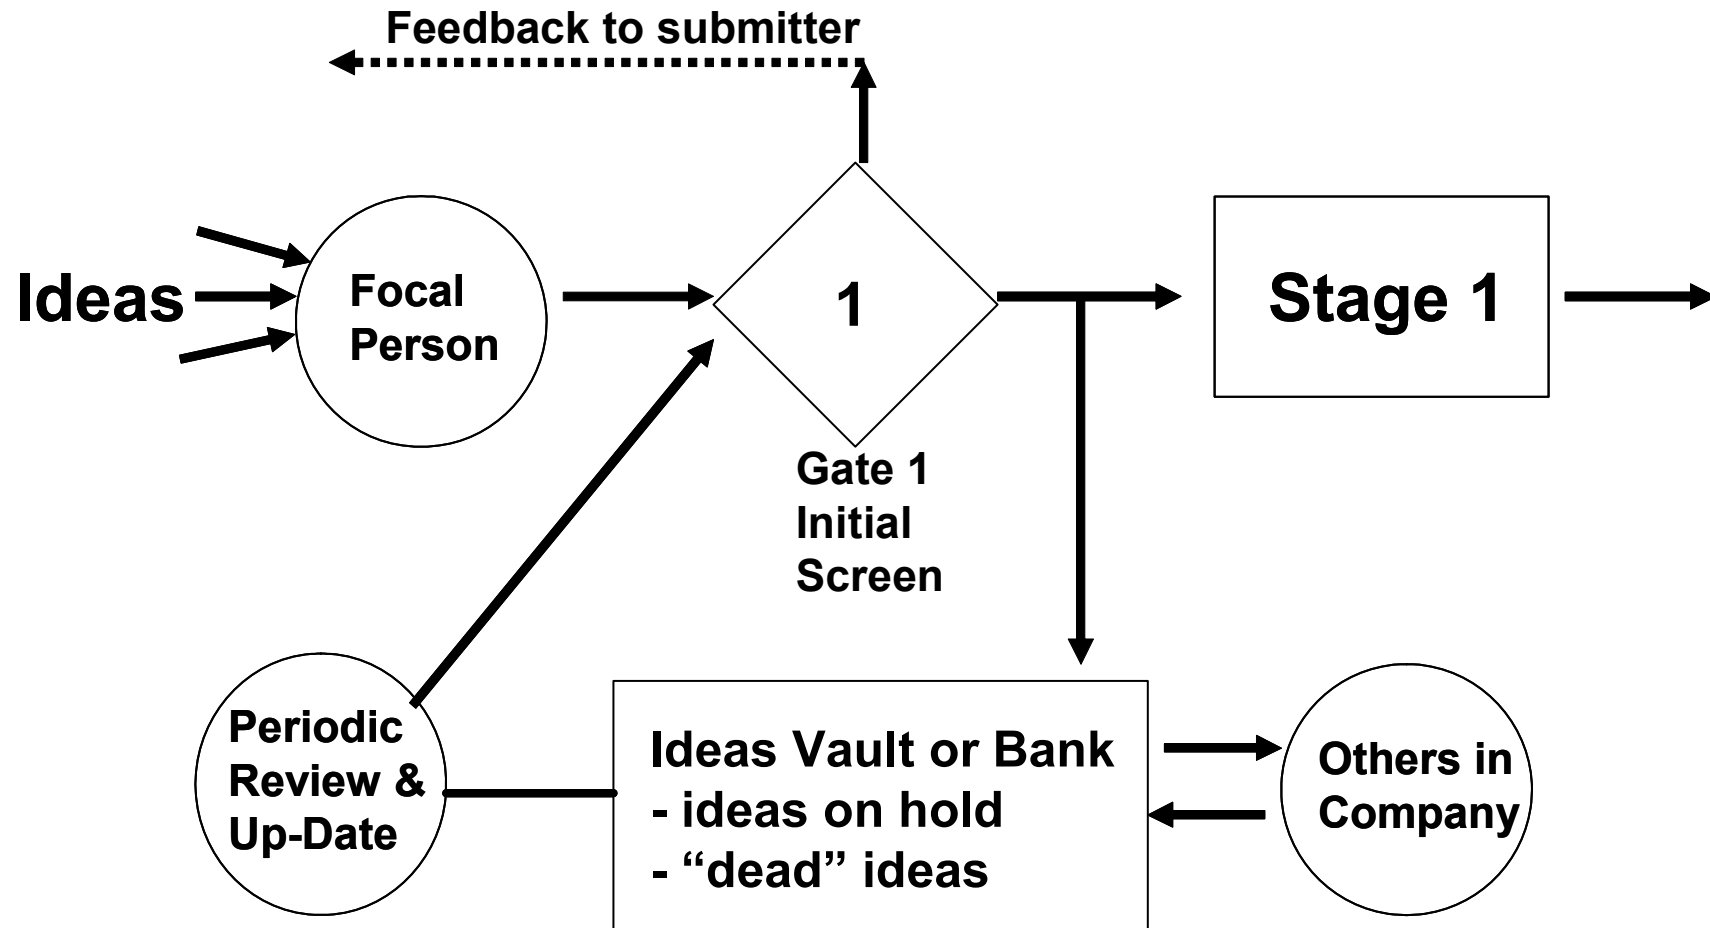 Feedback to submitter
Ideas
Focal
Person
1
Stage 1
Gate 1
Initial
Screen
Periodic
Review &
Up-Date
Ideas Vault or Bank
- ideas on hold
- “dead” ideas
Others in
Company